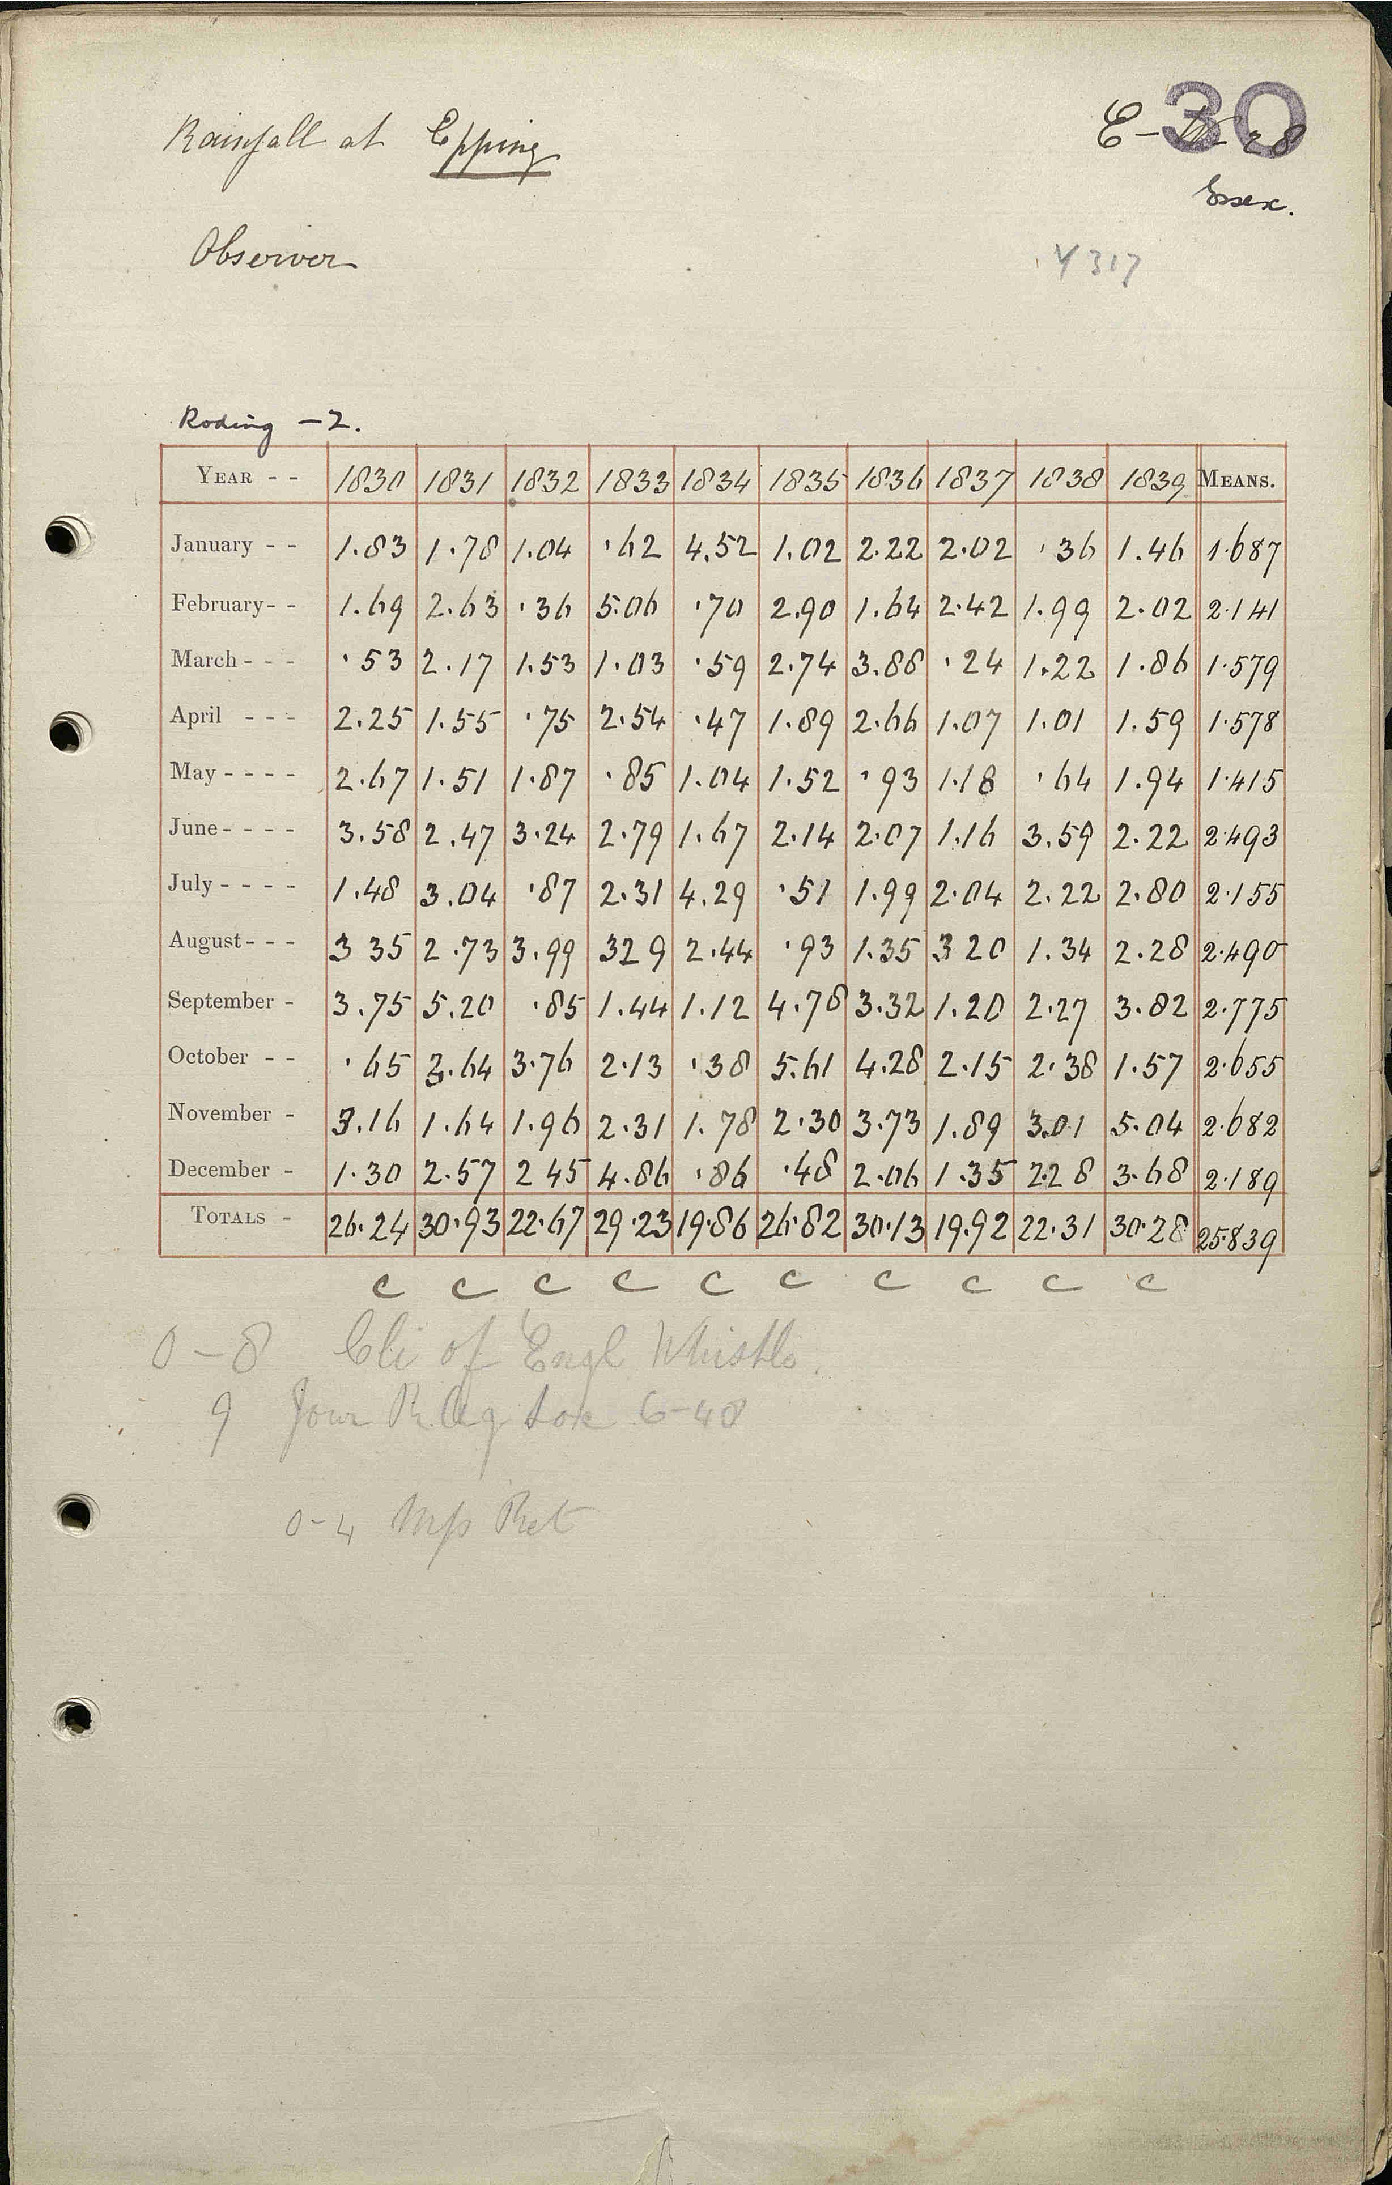 30
Rainfall at Epping
E - 28
Essex.
Observer
Y 317
Roding - 2.
YEAR - - 1830 1831 1832 1833 1834 1835 1836 1837 1838 1839 MEANS.
January - - 1.83 1.78 1.04 .62 4.52 1.02 2.22 2.02 .36 1.46 1.687
February - - 1.69 2.63 .36 5.06 .70 2.90 1.64 2.42 1.99 2.02 2.141
March - - - .53 2.17 1.53 1.03 .59 2.74 3.88 .24 1.22 1.86 1.579
April - - - 2.25 1.55 .75 2.54 .47 1.89 2.66 1.07 1.01 1.59 1.578
May - - - - 2.67 1.51 1.87 .85 1.04 1.52 .93 1.18 .64 1.94 1.415
June - - - - 3.58 2.47 3.24 2.79 1.67 2.14 2.07 1.16 3.59 2.22 2.493
July - - - - 1.48 3.04 .87 2.31 4.29 .51 1.99 2.04 2.22 2.80 2.155
August - - - 3 35 2.73 3.99 329 2.44 .93 1.35 3 20 1.34 2.28 2.490
September - 3.75 5.20 .85 1.44 1.12 4.78 3.32 1.20 2.27 3.82 2.775
October - - .65 3.64 3.76 2.13 .38 5.61 4.28 2.15 2.38 1.57 2.655
November - 3.16 1.64 1.96 2.31 1.78 2.30 3.73 1.89 3.01 5.04 2.682
December - 1.30 2.57 2 45 4.86 .86 .48 2.06 1.35 228 3.68 2.189
TOTALS - 26.24 30.93 22.67 29.23 19.86 26.82 30.13 19.92 22.31 30.28 25.839
C C C C C C C C C C
0-8 Cli of Engl Whistle.
9 Jour R. Ag Soc 6-48
0-4 Mp Ret